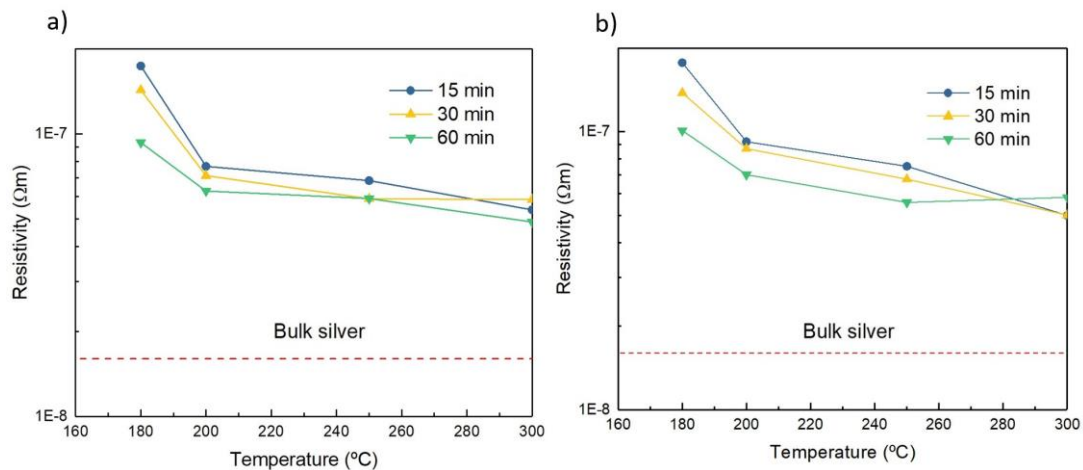 a)
Resistivity (Ωm)
1E-7
1E-8
15 min
30 min
60 min
Bulk silver
160 180 200 220 240 260 280 300
Temperature (ºC)
b)
Resistivity (Ωm)
1E-7
1E-8
15 min
30 min
60 min
Bulk silver
160 180 200 220 240 260 280 300
Temperature (ºC)